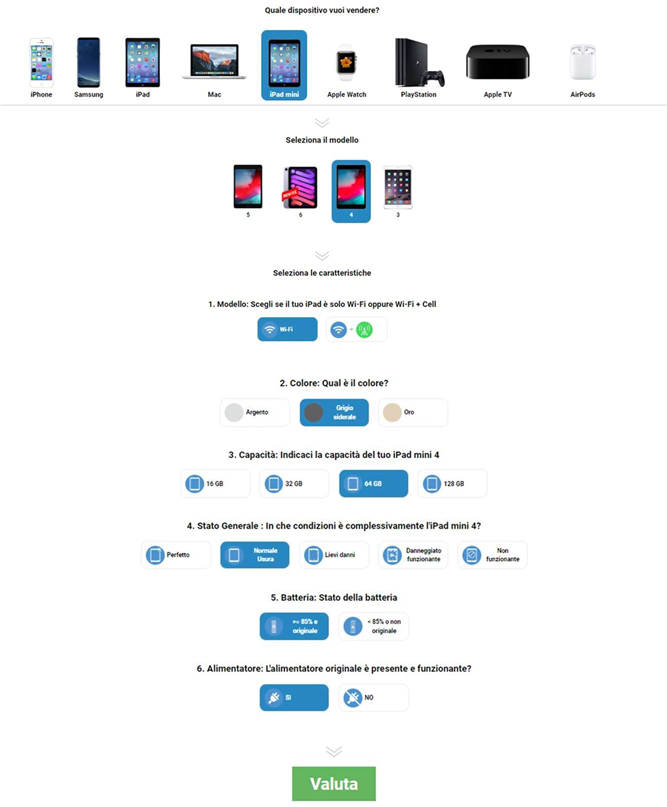 Quale dispositivo vuoi vendere?
iPhone Samsung iPad Mac iPad mini Apple Watch PlayStation Apple TV AirPods
Seleziona il modello
NOVITÀ
5 6 4 3
Seleziona le caratteristiche
1. Modello: Scegli se il tuo iPad è solo Wi-Fi oppure Wi-Fi + Cell
Wi-Fi +
2. Colore: Qual è il colore?
Argento Grigio siderale Oro
3. Capacità: Indicaci la capacità del tuo iPad mini 4
16 GB 32 GB 64 GB 128 GB
4. Stato Generale : In che condizioni è complessivamente l'iPad mini 4?
Perfetto Normale Usura Lievi danni Danneggiato funzionante Non funzionante
5. Batteria: Stato della batteria
>= 85% e originale < 85% o non originale
6. Alimentatore: L'alimentatore originale è presente e funzionante?
SI NO
Valuta